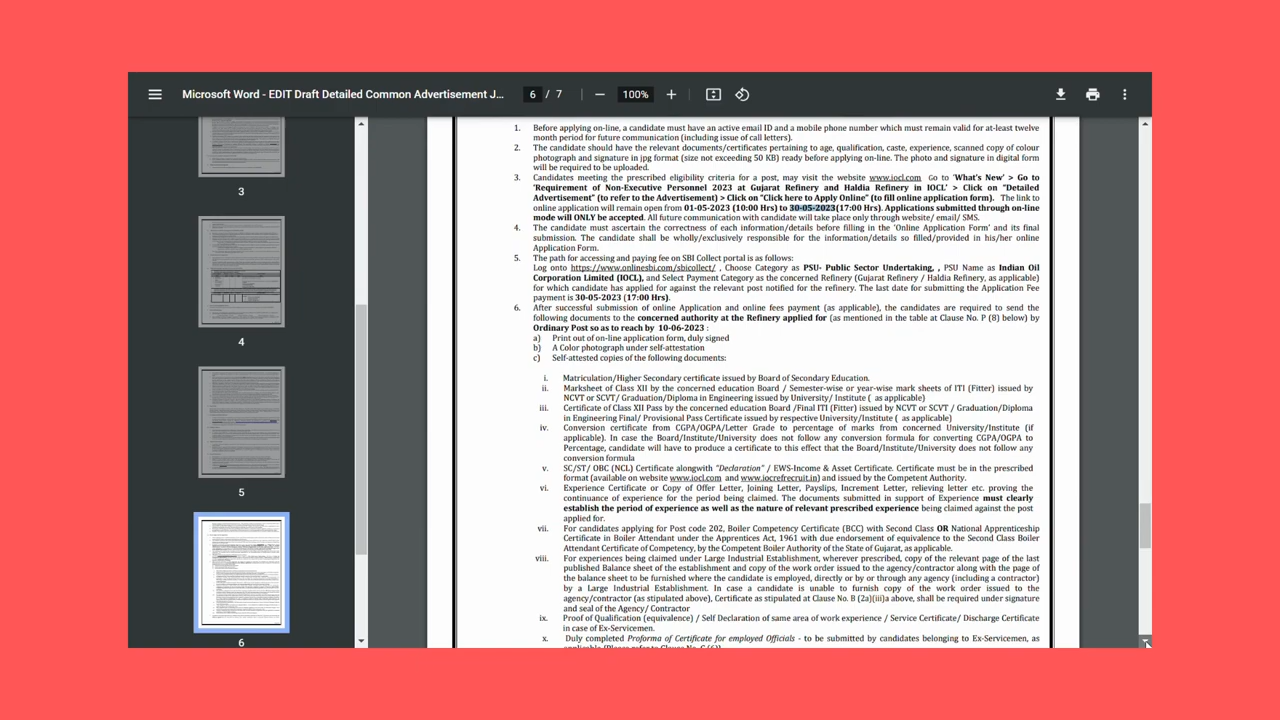 Microsoft Word - EDIT Draft Detailed Common Advertisement J...
6 / 7
100%
3
4
5
6
1. Before applying on-line, a candidate must have an active email ID and a mobile phone number which must remain valid for at-least twelve
month period for future communication (including issue of call letters).
2. The candidate should have the relevant documents/certificates pertaining to age, qualification, caste, experience, scanned copy of colour
photograph and signature in jpg format (size not exceeding 50 KB) ready before applying on-line. The photo and signature in digital form
will be required to be uploaded.
3. Candidates meeting the prescribed eligibility criteria for a post, may visit the website www.iocl.com Go to 'What's New' > Go to
'Requirement of Non-Executive Personnel 2023 at Gujarat Refinery and Haldia Refinery in IOCL' > Click on "Detailed
Advertisement" (to refer to the Advertisement) > Click on "Click here to Apply Online" (to fill online application form). The link to
online application will remain open from 01-05-2023 (10:00 Hrs) to 30-05-2023(17:00 Hrs). Applications submitted through on-line
mode will ONLY be accepted. All future communication with candidate will take place only through website/ email/ SMS.
4. The candidate must ascertain the correctness of each information/details before filling in the 'Online Application Form' and its final
submission. The candidate shall be wholly/exclusively responsible for the information/details so filled/provided in his/her online
Application Form.
5. The path for accessing and paying fee on SBI Collect portal is as follows:
Log onto https://www.onlinesbi.com/sbicollect/ , Choose Category as PSU- Public Sector Undertaking, , PSU Name as Indian Oil
Corporation Limited (IOCL), and Select Payment Category as the concerned Refinery (Gujarat Refinery / Haldia Refinery, as applicable)
for which candidate has applied for against the relevant post notified for the refinery. The last date for submitting the Application Fee
payment is 30-05-2023 (17:00 Hrs).
6. After successful submission of online Application and online fees payment (as applicable), the candidates are required to send the
following documents to the concerned authority at the Refinery applied for (as mentioned in the table at Clause No. P (8) below) by
Ordinary Post so as to reach by 10-06-2023 :
a) Print out of on-line application form, duly signed
b) A Color photograph under self-attestation
c) Self-attested copies of the following documents:
i. Matriculation/Higher Secondary certificate issued by Board of Secondary Education.
ii. Marksheet of Class XII by the concerned education Board / Semester-wise or year-wise mark sheets of ITI (Fitter) issued by
NCVT or SCVT/ Graduation/Diploma in Engineering issued by University/ Institute ( as applicable)
iii. Certificate of Class XII Pass by the concerned education Board /Final ITI (Fitter) issued by NCVT or SCVT / Graduation/Diploma
in Engineering Final/ Provisional Pass Certificate issued by respective University/Institute ( as applicable)
iv. Conversion certificate from CGPA/OGPA/Letter Grade to percentage of marks from concerned University/Institute (if
applicable). In case the Board/Institute/University does not follow any conversion formula for converting CGPA/OGPA to
Percentage, candidate will have to produce a certificate to this effect that the Board/Institute/University does not follow any
conversion formula
v. SC/ST/ OBC (NCL) Certificate alongwith "Declaration" / EWS-Income & Asset Certificate. Certificate must be in the prescribed
format (available on website www.iocl.com and www.iocrefrecruit.in) and issued by the Competent Authority.
vi. Experience Certificate or Copy of Offer Letter, Joining Letter, Payslips, Increment Letter, relieving letter etc. proving the
continuance of experience for the period being claimed. The documents submitted in support of Experience must clearly
establish the period of experience as well as the nature of relevant prescribed experience being claimed against the post
applied for.
vii. For candidates applying for Post code 202, Boiler Competency Certificate (BCC) with Second Class OR National Apprenticeship
Certificate in Boiler Attendant under the Apprentices Act, 1961 with due endorsement of equivalence to the Second Class Boiler
Attendant Certificate of Competency, by the Competent Boiler Authority of the State of Gujarat, as applicable.
viii. For experiences being claimed under Large Industrial Establishment, wherever prescribed, copy of the relevant page of the last
published Balance sheet of the establishment and copy of the work order issued to the agency/contractor along with the page of
the balance sheet to be furnished where the candidate is employed, directly or by or through any agency (including a contractor)
by a Large Industrial Establishment. In case a candidate is unable to furnish copy of the work order issued to the
agency/contractor (as stipulated above), Certificate as stipulated at Clause No. B (2a)(iii)a above, shall be required under signature
and seal of the Agency/ Contractor
ix. Proof of Qualification (equivalence) / Self Declaration of same area of work experience / Service Certificate/ Discharge Certificate
in case of Ex-Servicemen.
x. Duly completed Proforma of Certificate for employed Officials - to be submitted by candidates belonging to Ex-Servicemen, as